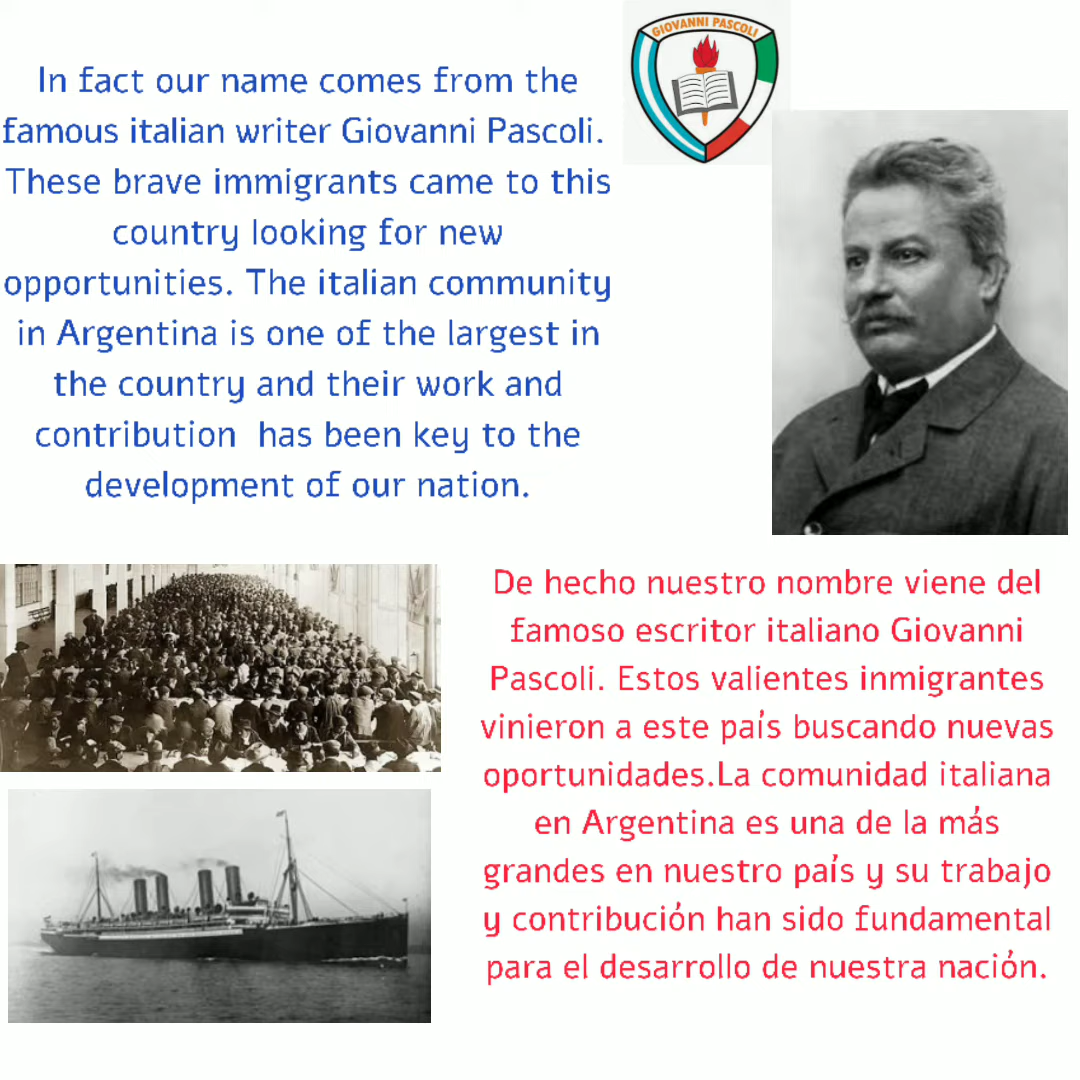 GIOVANNI PASCOLI
In fact our name comes from the
famous italian writer Giovanni Pascoli.
These brave immigrants came to this
country looking for new
opportunities. The italian community
in Argentina is one of the largest in
the country and their work and
contribution  has been key to the
development of our nation.
De hecho nuestro nombre viene del
famoso escritor italiano Giovanni
Pascolí. Estos valientes inmigrantes
vinieron a este país buscando nuevas
oportunidades.La comunidad italiana
en Argentina es una de la más
grandes en nuestro país y su trabajo
y contribución han sido fundamental
para el desarrollo de nuestra nación.